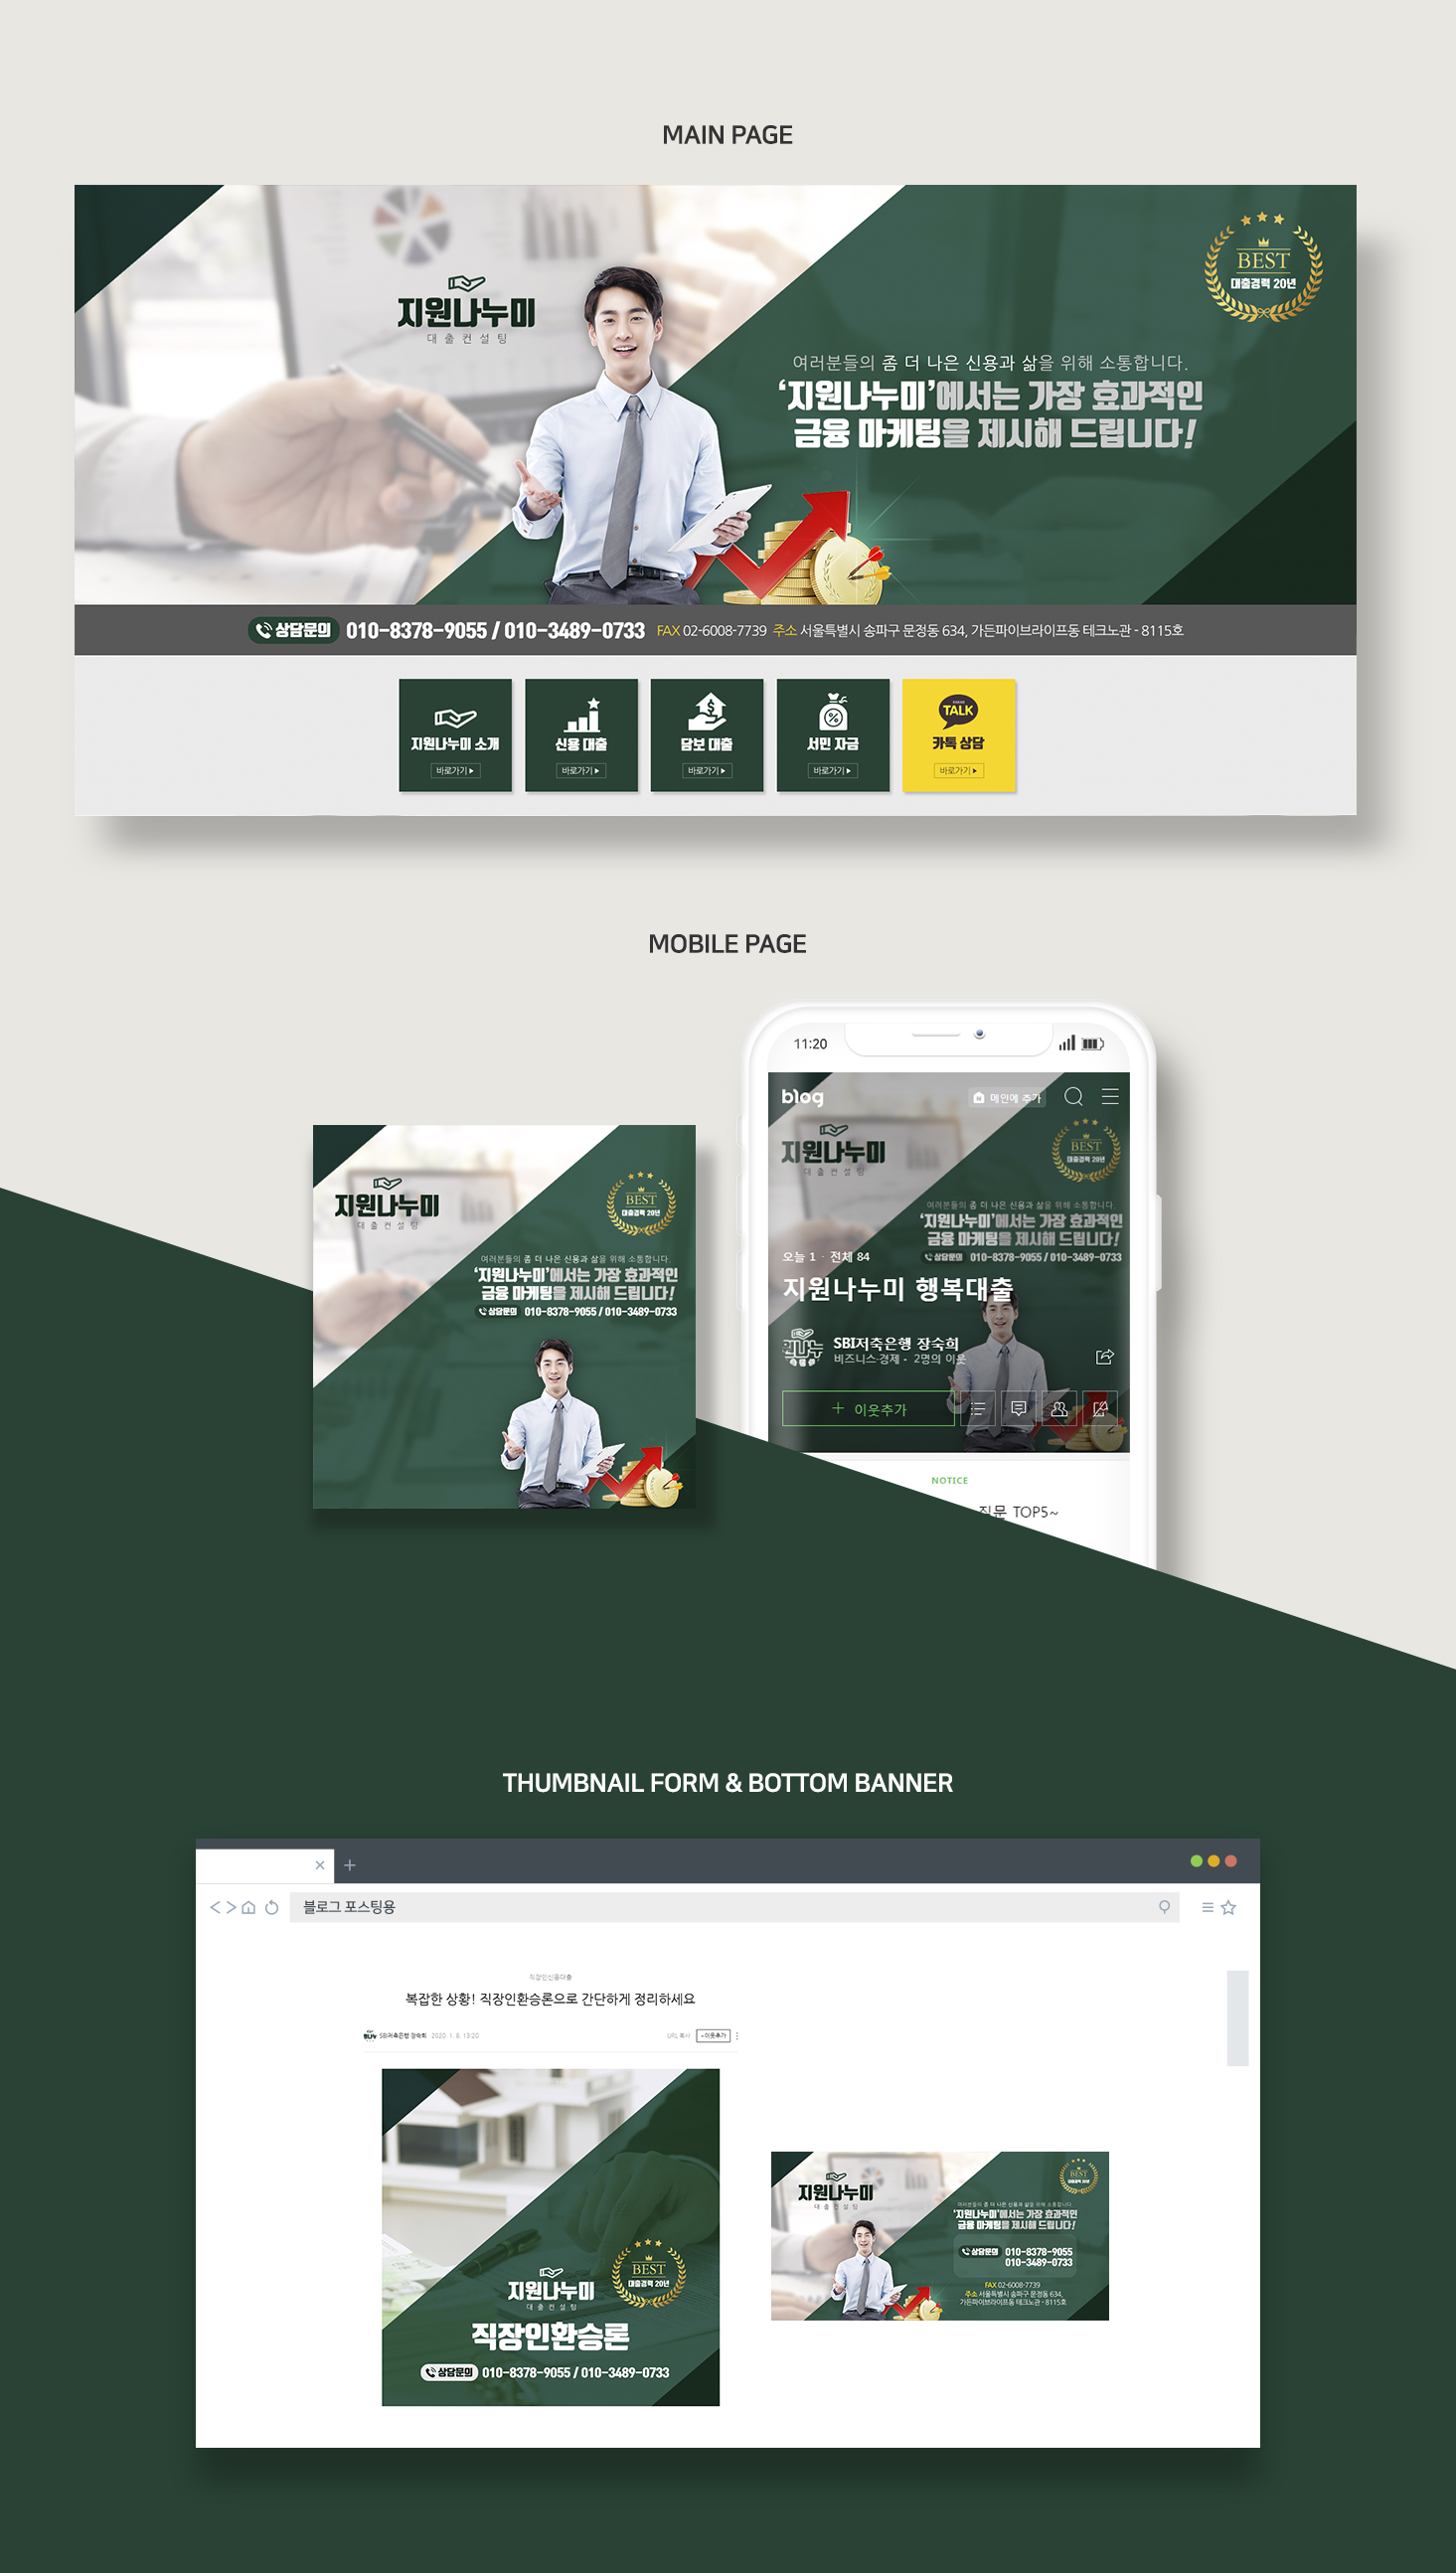 MAIN PAGE
지원나누미
대출컨설팅
BEST
대출경력 20년
여러분들의 좀 더 나은 신용과 삶을 위해 소통합니다.
‘지원나누미’에서는 가장 효과적인
금융 마케팅을 제시해 드립니다!
상담문의 010-8378-9055 / 010-3489-0733 FAX 02-6008-7739 주소 서울특별시 송파구 문정동 634, 가든파이브라이프동 테크노관 - 8115호
지원나누미 소개
바로가기
신용 대출
바로가기
담보 대출
바로가기
서민 자금
바로가기
TALK
카톡 상담
바로가기
MOBILE PAGE
지원나누미
대출컨설팅
BEST
대출경력 20년
여러분들의 좀 더 나은 신용과 삶을 위해 소통합니다.
‘지원나누미’에서는 가장 효과적인
금융 마케팅을 제시해 드립니다!
상담문의 010-8378-9055 / 010-3489-0733
11:20
blog
메인에 추가
지원나누미
대출컨설팅
BEST
대출경력 20년
여러분들의 좀 더 나은 신용과 삶을 위해 소통합니다.
‘지원나누미’에서는 가장 효과적인
금융 마케팅을 제시해 드립니다!
상담문의 010-8378-9055 / 010-3489-0733
오늘 1 · 전체 84
지원나누미 행복대출
SBI저축은행 장숙희
비즈니스·경제 · 2명의 이웃
+ 이웃추가
NOTICE
질문 TOP5~
THUMBNAIL FORM & BOTTOM BANNER
블로그 포스팅용
직장인신용대출
복잡한 상황! 직장인환승론으로 간단하게 정리하세요
SBI저축은행 장숙희 2020. 1. 8. 13:20
URL 복사 +이웃추가
지원나누미
대출컨설팅
BEST
대출경력 20년
직장인환승론
상담문의 010-8378-9055 / 010-3489-0733
지원나누미
대출컨설팅
BEST
대출경력 20년
여러분들의 좀 더 나은 신용과 삶을 위해 소통합니다.
‘지원나누미’에서는 가장 효과적인
금융 마케팅을 제시해 드립니다!
상담문의 010-8378-9055
010-3489-0733
FAX 02-6008-7739
주소 서울특별시 송파구 문정동 634,
가든파이브라이프동 테크노관 - 8115호